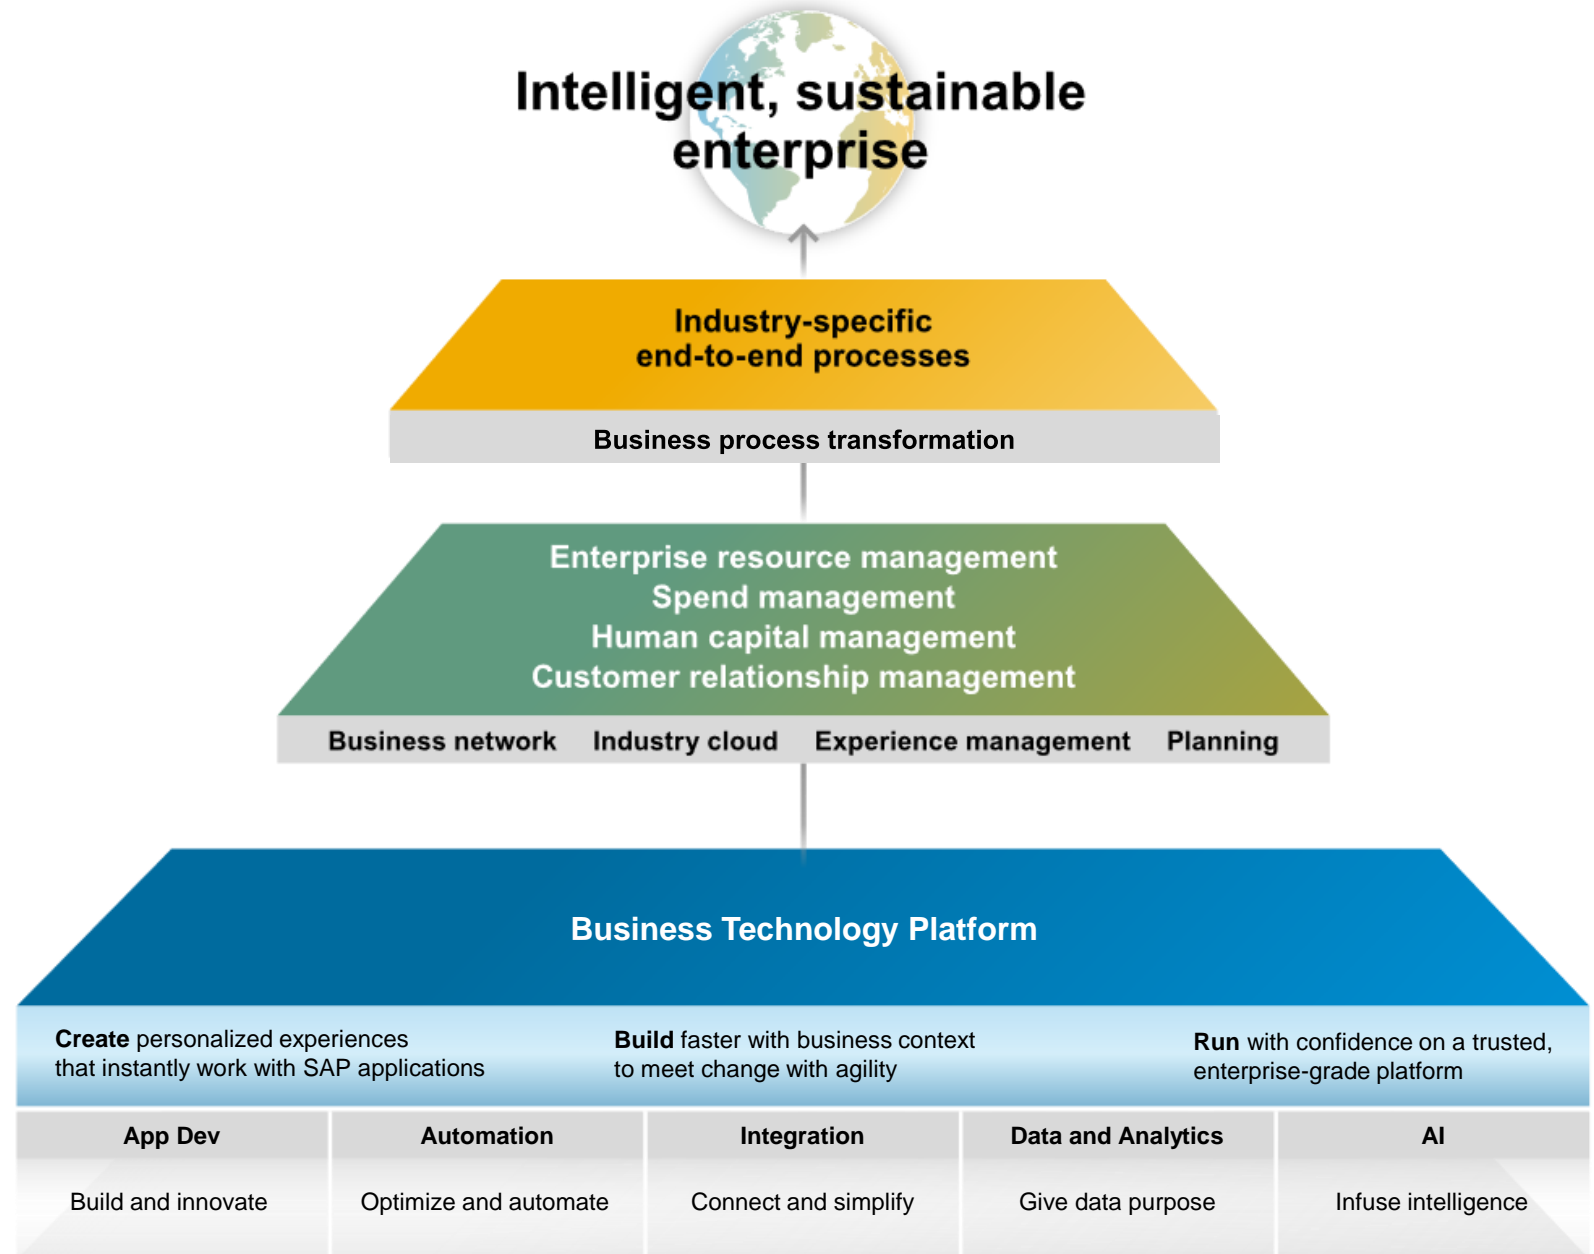 Intelligent, sustainable
enterprise
Industry-specific
end-to-end processes
Business process transformation
Enterprise resource management
Spend management
Human capital management
Customer relationship management
Business network Industry cloud Experience management Planning
Business Technology Platform
Create personalized experiences
that instantly work with SAP applications
Build faster with business context
to meet change with agility
Run with confidence on a trusted,
enterprise-grade platform
App Dev Automation Integration Data and Analytics AI
Build and innovate Optimize and automate Connect and simplify Give data purpose Infuse intelligence